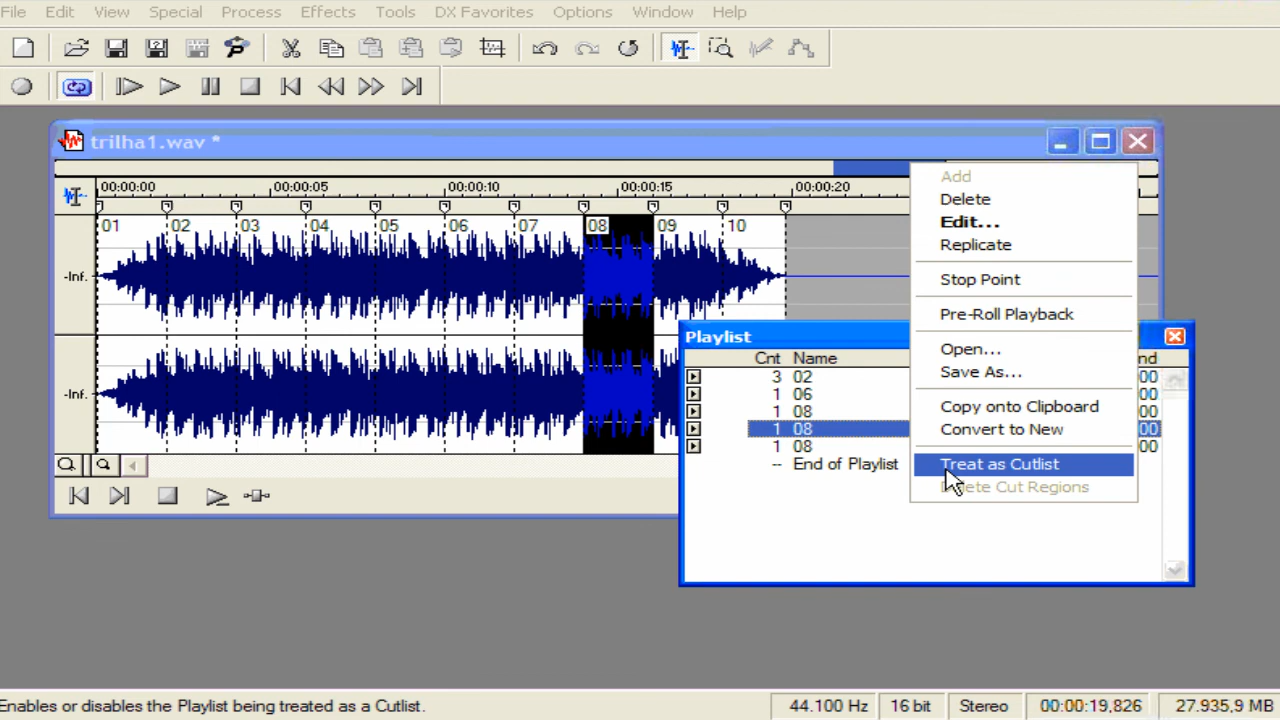 File Edit View Special Process Effects Tools DX Favorites Options Window Help
trilha1.wav *
00:00:00 00:00:05 00:00:10 00:00:15 00:00:20
01 02 03 04 05 06 07 08 09 10
-Inf.
-Inf.
Playlist
Cnt Name nd
3 02 00
1 06 00
1 08 00
1 08 00
1 08 00
-- End of Playlist
Add
Delete
Edit...
Replicate
Stop Point
Pre-Roll Playback
Open...
Save As...
Copy onto Clipboard
Convert to New
Treat as Cutlist
lete Cut Regions
Enables or disables the Playlist being treated as a Cutlist. 44.100 Hz 16 bit Stereo 00:00:19,826 27.935,9 MB